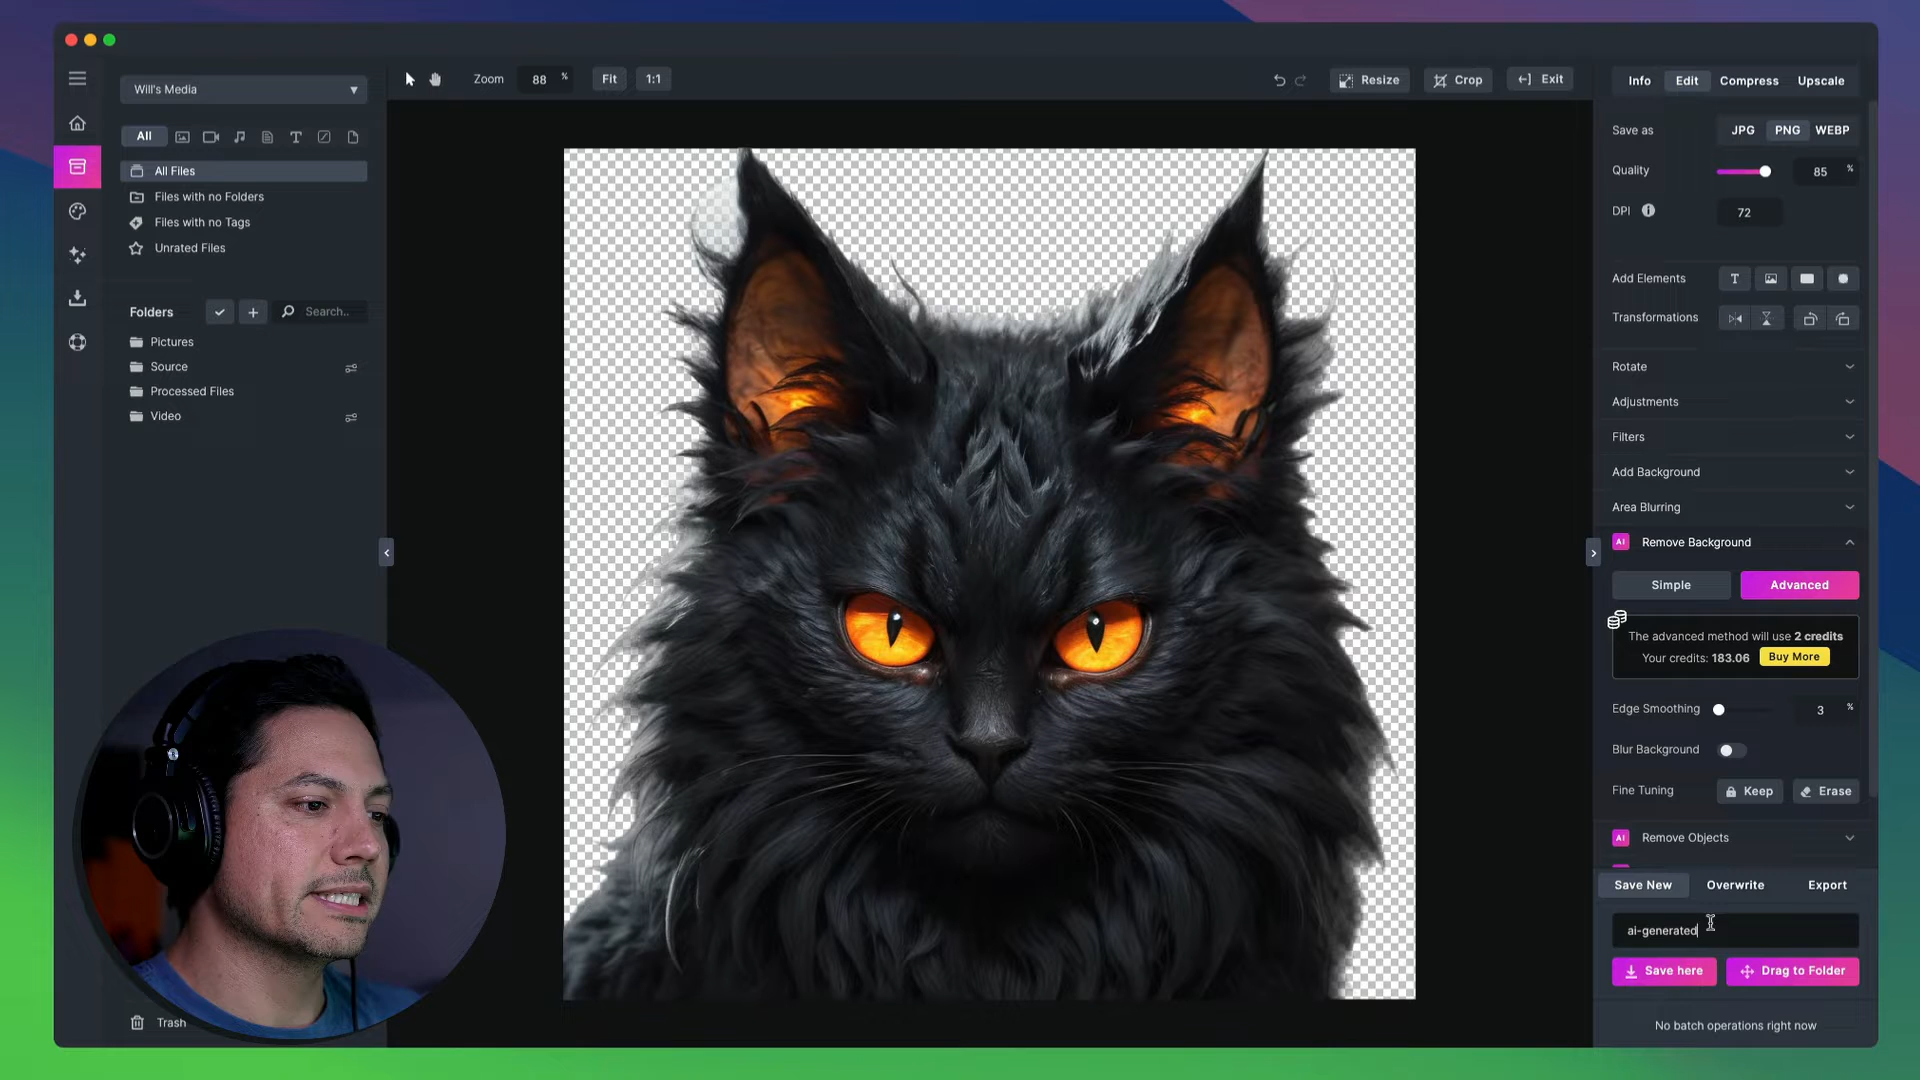 Will's Media
All
All Files
Files with no Folders
Files with no Tags
Unrated Files
Folders
Search..
Pictures
Source
Processed Files
Video
Trash
Zoom 88 %
Fit
1:1
Resize
Crop
Exit
Info Edit Compress Upscale
Save as JPG PNG WEBP
Quality 85 %
DPI 72
Add Elements T
Transformations
Rotate
Adjustments
Filters
Add Background
Area Blurring
AI Remove Background
Simple Advanced
The advanced method will use 2 credits
Your credits: 183.06 Buy More
Edge Smoothing 3 %
Blur Background
Fine Tuning Keep Erase
AI Remove Objects
Save New Overwrite Export
ai-generated
Save here Drag to Folder
No batch operations right now